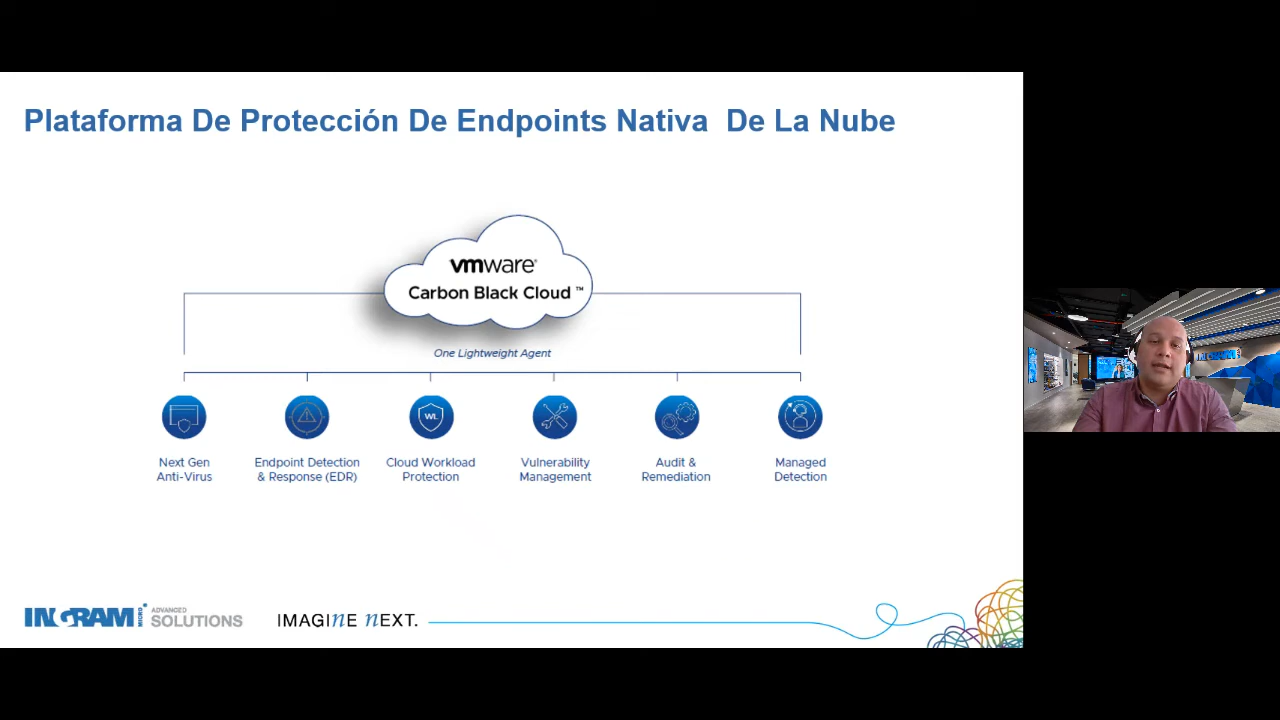 Plataforma De Protección De Endpoints Nativa De La Nube
vmware®
Carbon Black Cloud™
One Lightweight Agent
WL
Next Gen
Anti-Virus
Endpoint Detection
& Response (EDR)
Cloud Workload
Protection
Vulnerability
Management
Audit &
Remediation
Managed
Detection
INGRAM MICRO ADVANCED
SOLUTIONS
IMAGINE NEXT.